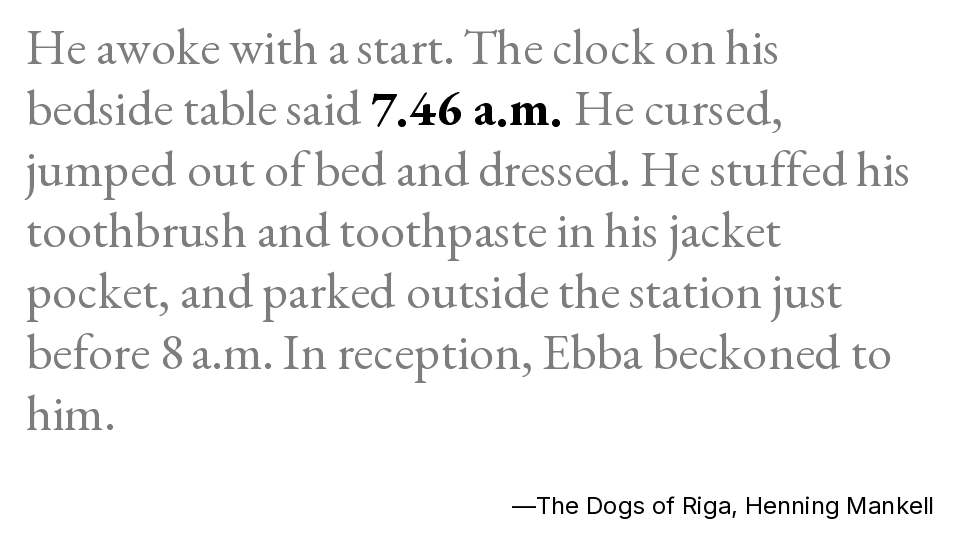 He awoke with a start. The clock on his
bedside table said 7.46 a.m. He cursed,
jumped out of bed and dressed. He stuffed his
toothbrush and toothpaste in his jacket
pocket, and parked outside the station just
before 8 a.m. In reception, Ebba beckoned to
him.
—The Dogs of Riga, Henning Mankell